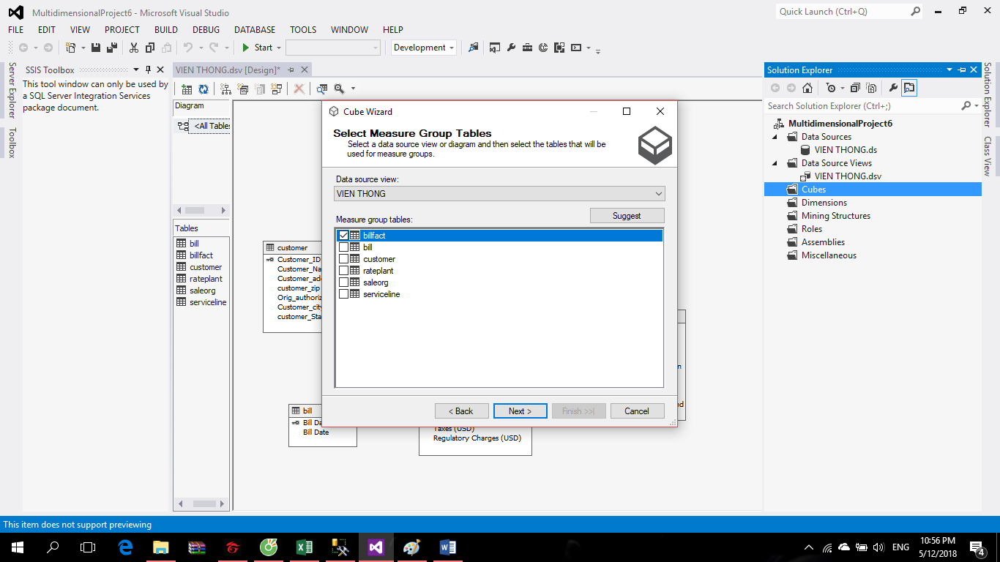 MultidimensionalProject6 - Microsoft Visual Studio
Quick Launch (Ctrl+Q)
FILE EDIT VIEW PROJECT BUILD DEBUG DATABASE TOOLS WINDOW HELP
Start
Development
Server Explorer
Toolbox
SSIS Toolbox
This tool window can only be used by
a SQL Server Integration Services
package document.
VIEN THONG.dsv [Design]*
Diagram
<All Tables
Tables
bill
billfact
customer
rateplant
saleorg
serviceline
customer
Customer_ID
Customer_Na
Customer_add
customer_zip
Orig_authoriz
Customer_city
customer_Sta
bill
Bill Da
Bill Date
Taxes (USD)
Regulatory Charges (USD)
Cube Wizard
Select Measure Group Tables
Select a data source view or diagram and then select the tables that will be
used for measure groups.
Data source view:
VIEN THONG
Measure group tables:
Suggest
billfact
bill
customer
rateplant
saleorg
serviceline
< Back
Next >
Finish >>|
Cancel
Solution Explorer
Search Solution Explorer (Ctrl+;)
MultidimensionalProject6
Data Sources
VIEN THONG.ds
Data Source Views
VIEN THONG.dsv
Cubes
Dimensions
Mining Structures
Roles
Assemblies
Miscellaneous
Solution Explorer
Class View
This item does not support previewing
ENG
10:56 PM
5/12/2018
4